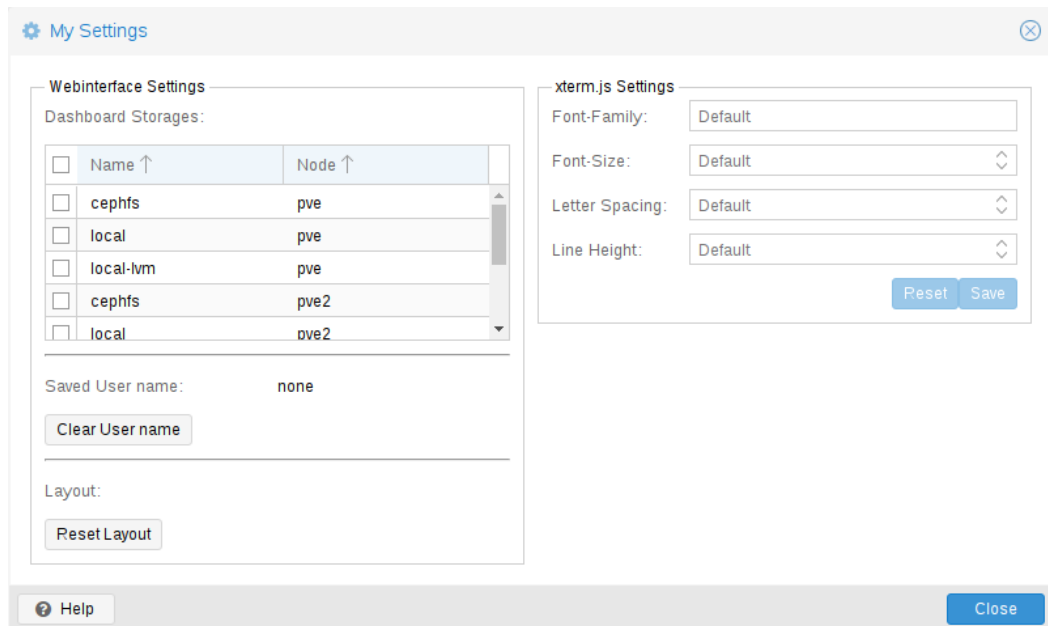 My Settings
Webinterface Settings
Dashboard Storages:
Name Node
cephfs pve
local pve
local-lvm pve
cephfs pve2
local pve2
Saved User name: none
Clear User name
Layout:
Reset Layout
xterm.js Settings
Font-Family: Default
Font-Size: Default
Letter Spacing: Default
Line Height: Default
Reset Save
Help Close